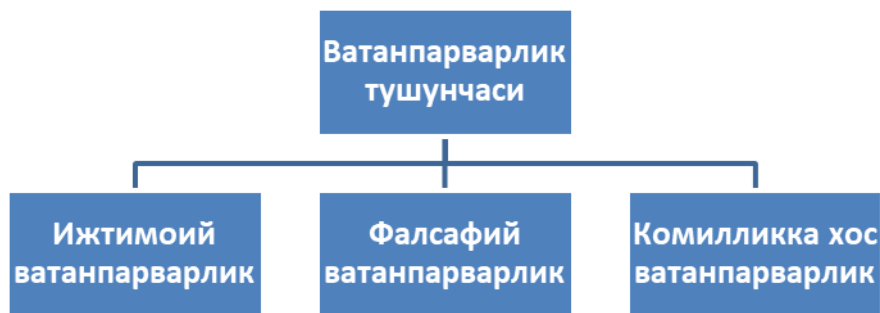 Ватанпарварлик
тушунчаси
Ижтимоий
ватанпарварлик
Фалсафий
ватанпарварлик
Комилликка хос
ватанпарварлик